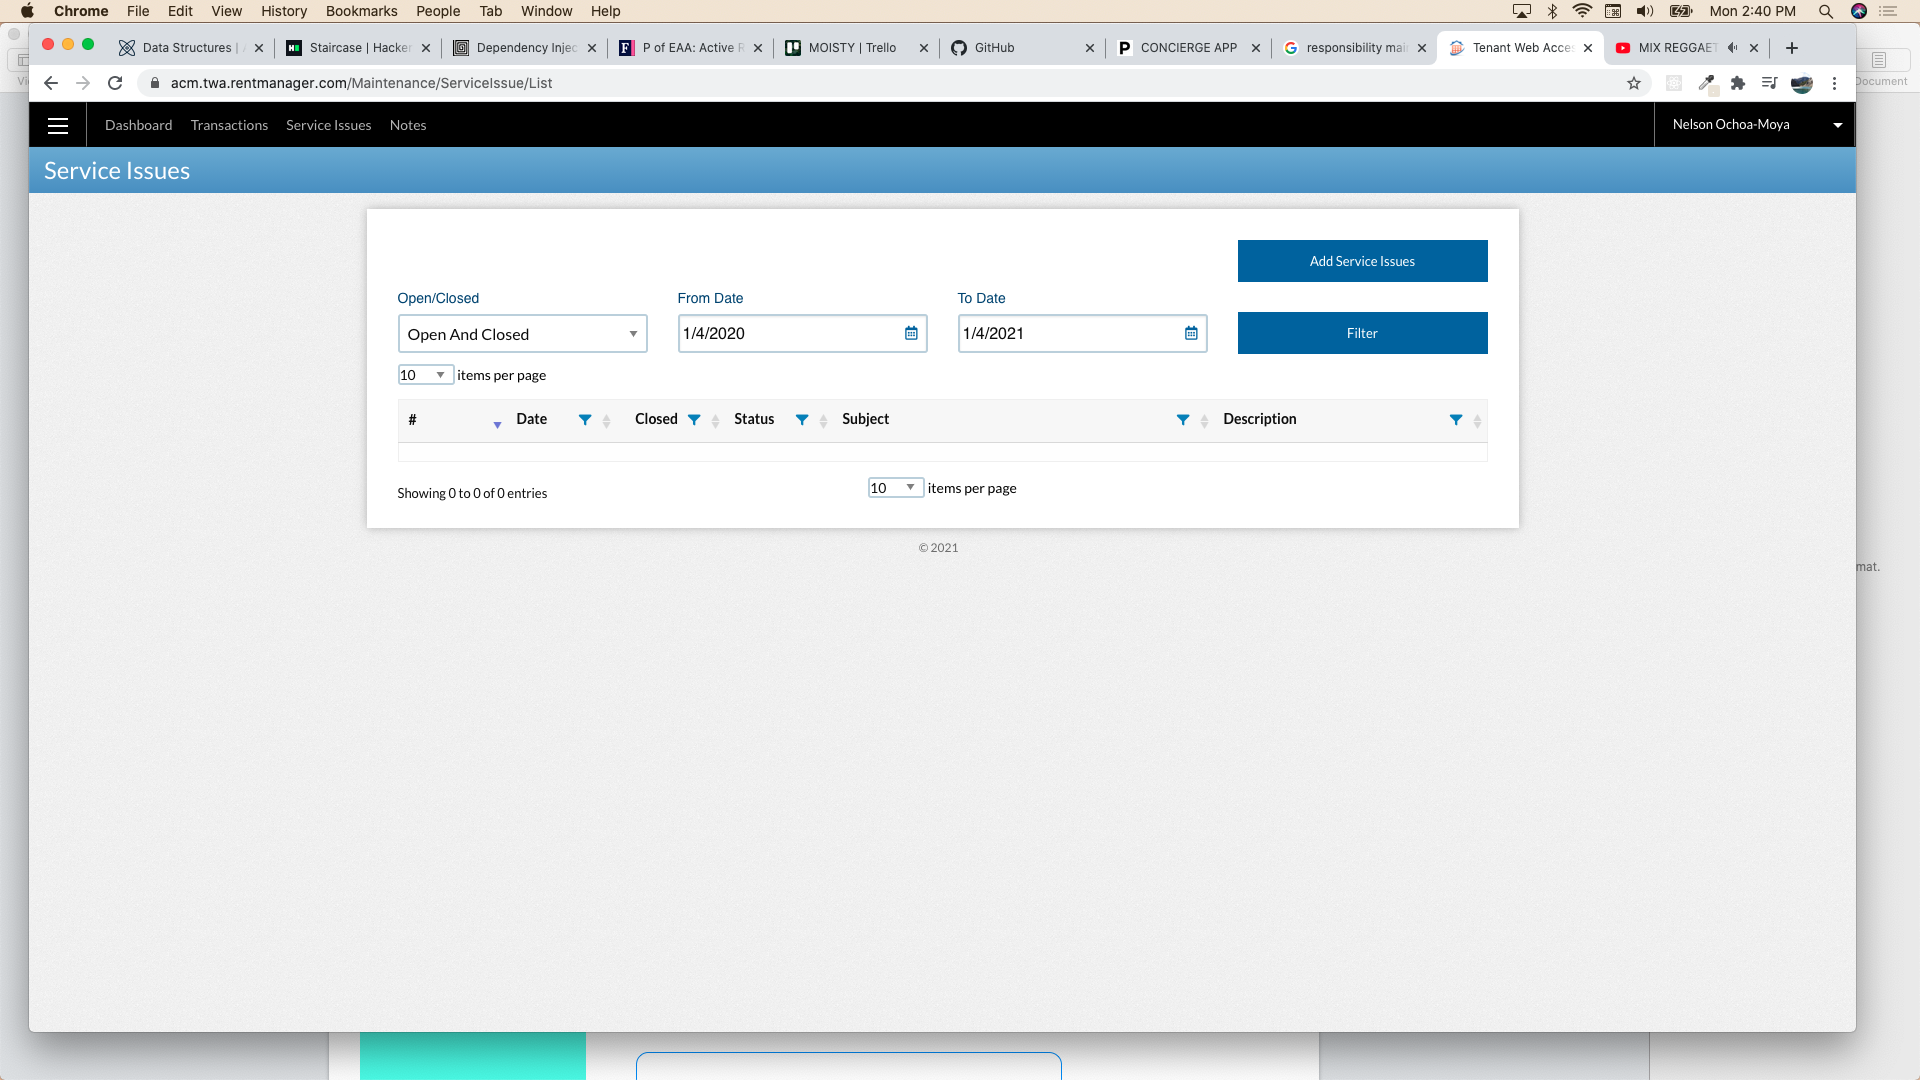 Chrome File Edit View History Bookmarks People Tab Window Help Mon 2:40 PM
Data Structures | Staircase | Hacker Dependency Injec P of EAA: Active R MOISTY | Trello GitHub CONCIERGE APP responsibility mai Tenant Web Acces MIX REGGAET
acm.twa.rentmanager.com/Maintenance/ServiceIssue/List
Document
Dashboard Transactions Service Issues Notes Nelson Ochoa-Moya
Service Issues
Add Service Issues
Open/Closed From Date To Date
Open And Closed 1/4/2020 1/4/2021 Filter
10 items per page
# Date Closed Status Subject Description
Showing 0 to 0 of 0 entries 10 items per page
© 2021
mat.